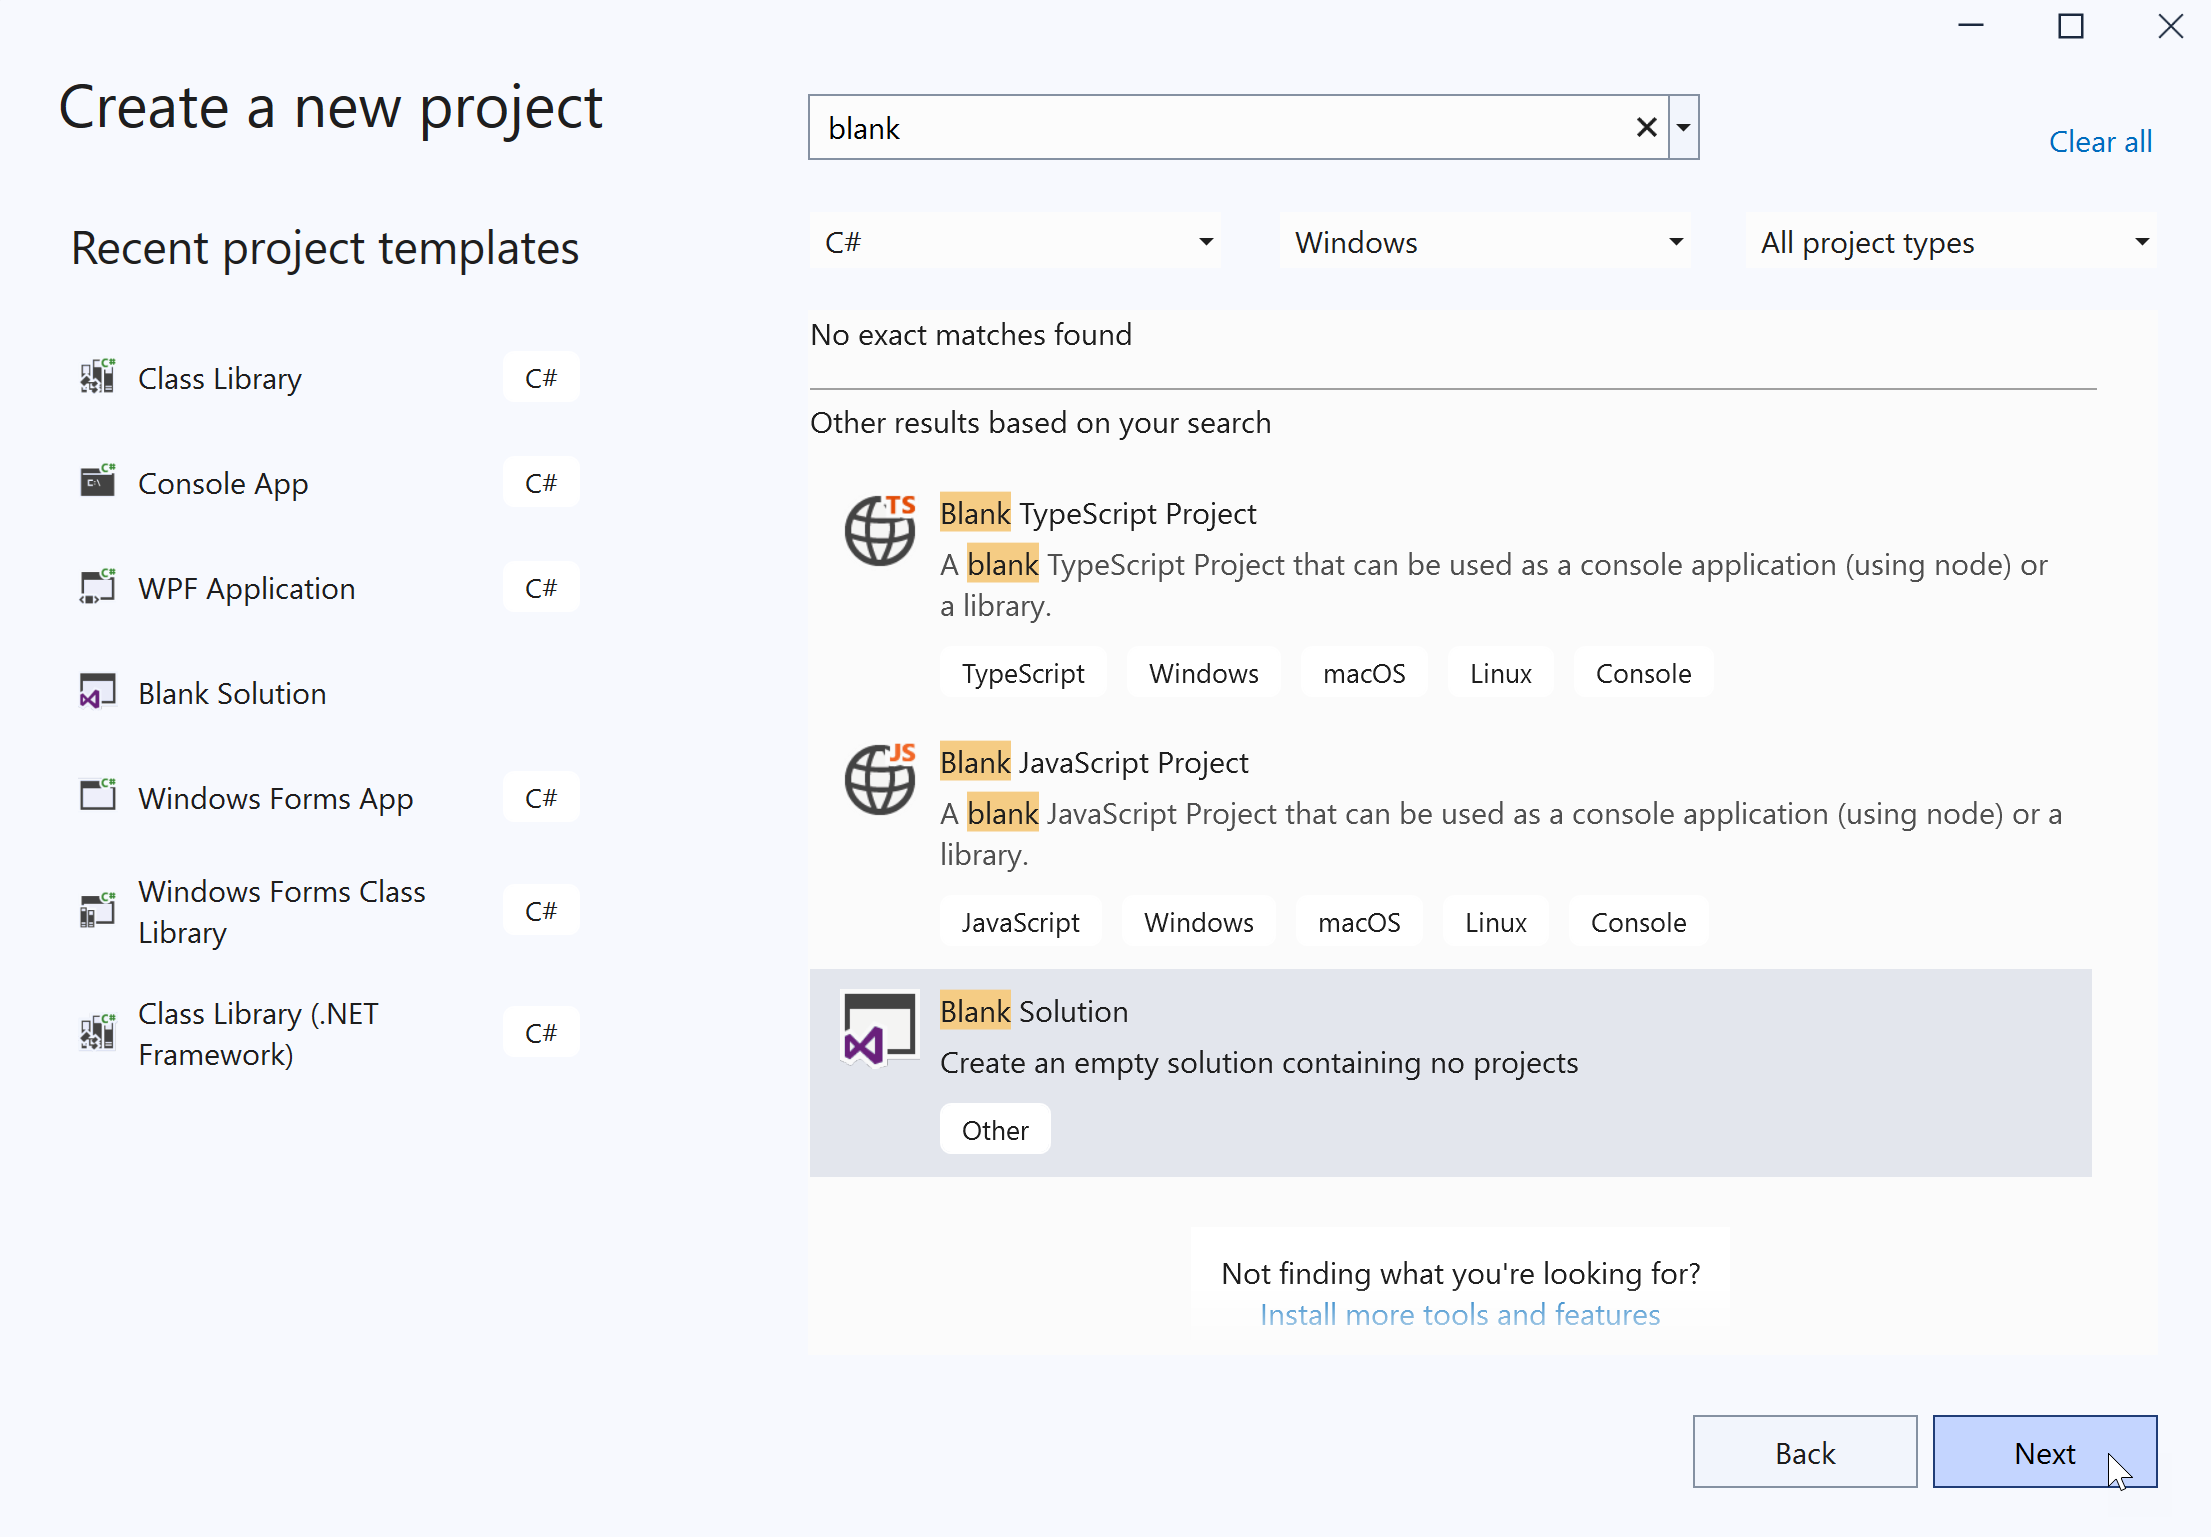 Create a new project
blank
Clear all
Recent project templates
C#
Windows
All project types
Class Library
C#
Console App
C#
WPF Application
C#
Blank Solution
Windows Forms App
C#
Windows Forms Class
Library
C#
Class Library (.NET
Framework)
C#
No exact matches found
Other results based on your search
TS
Blank TypeScript Project
A blank TypeScript Project that can be used as a console application (using node) or
a library.
TypeScript
Windows
macOS
Linux
Console
JS
Blank JavaScript Project
A blank JavaScript Project that can be used as a console application (using node) or a
library.
JavaScript
Windows
macOS
Linux
Console
Blank Solution
Create an empty solution containing no projects
Other
Not finding what you're looking for?
Install more tools and features
Back
Next